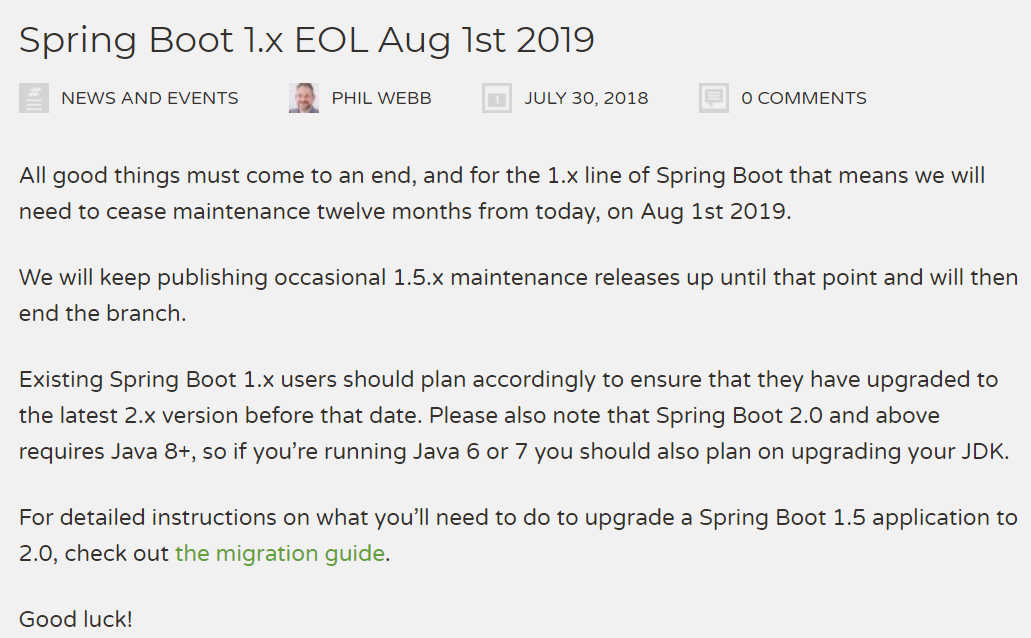 Spring Boot 1.x EOL Aug 1st 2019
NEWS AND EVENTS PHIL WEBB 1 JULY 30, 2018 0 COMMENTS
All good things must come to an end, and for the 1.x line of Spring Boot that means we will
need to cease maintenance twelve months from today, on Aug 1st 2019.
We will keep publishing occasional 1.5.x maintenance releases up until that point and will then
end the branch.
Existing Spring Boot 1.x users should plan accordingly to ensure that they have upgraded to
the latest 2.x version before that date. Please also note that Spring Boot 2.0 and above
requires Java 8+, so if you’re running Java 6 or 7 you should also plan on upgrading your JDK.
For detailed instructions on what you’ll need to do to upgrade a Spring Boot 1.5 application to
2.0, check out the migration guide.
Good luck!